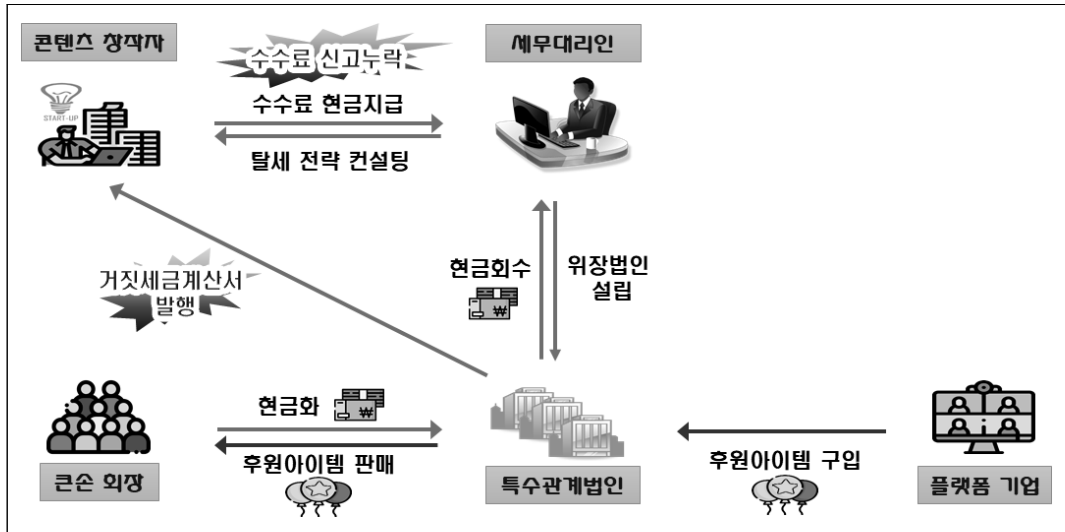 콘텐츠 창작자
세무대리인
수수료 신고누락
START-UP
수수료 현금지급
탈세 전략 컨설팅
거짓세금계산서
발행
현금회수
위장법인
설립
₩
현금화
₩
후원아이템 판매
후원아이템 구입
큰손 회장
특수관계법인
플랫폼 기업